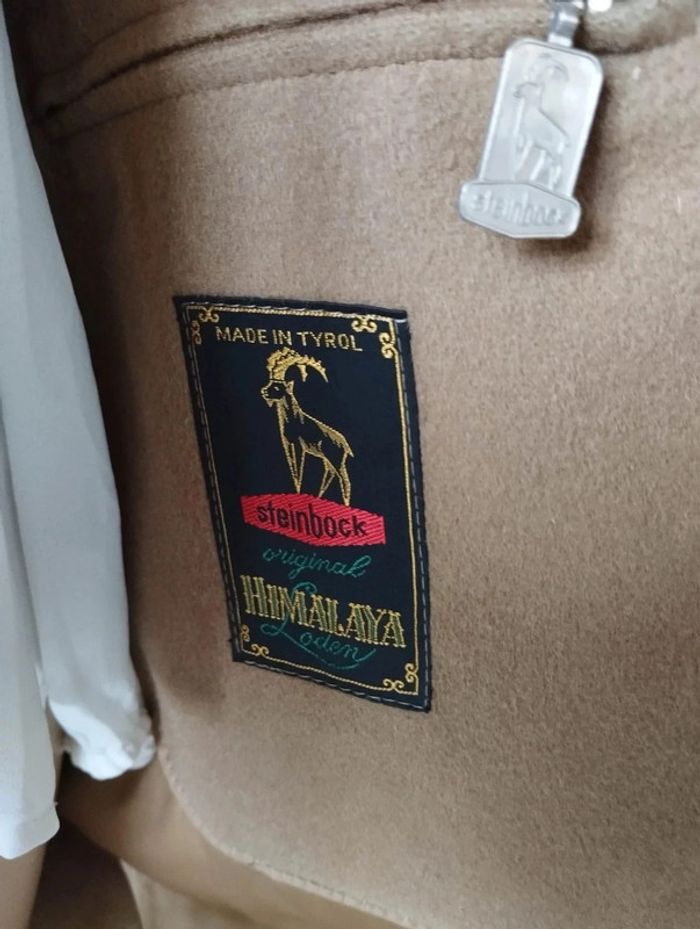 steinbock
MADE IN TYROL
steinbock
original
HIMALAYA
Loden